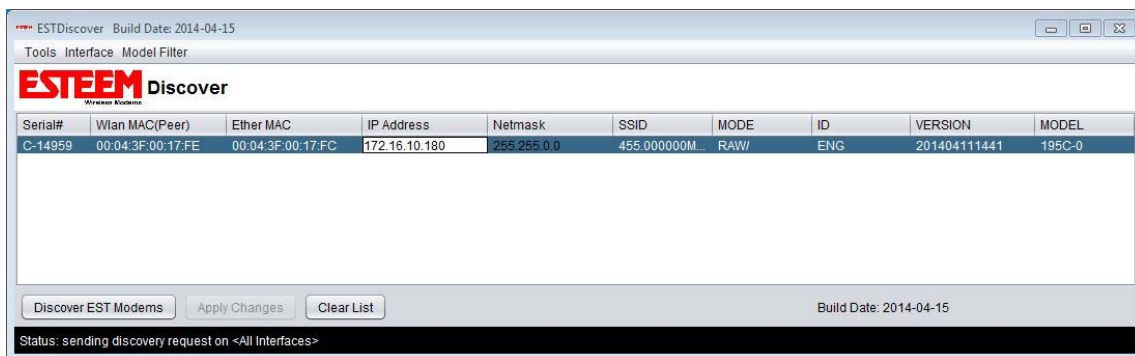 ESTDiscover Build Date: 2014-04-15
Tools Interface Model Filter
ESTEEM Discover
Wireless Modems
Serial# Wlan MAC(Peer) Ether MAC IP Address Netmask SSID MODE ID VERSION MODEL
C-14959 00:04:3F:00:17:FE 00:04:3F:00:17:FC 172.16.10.180 255.255.0.0 455.000000M... RAW/ ENG 201404111441 195C-0
Discover EST Modems Apply Changes Clear List Build Date: 2014-04-15
Status: sending discovery request on <All Interfaces>